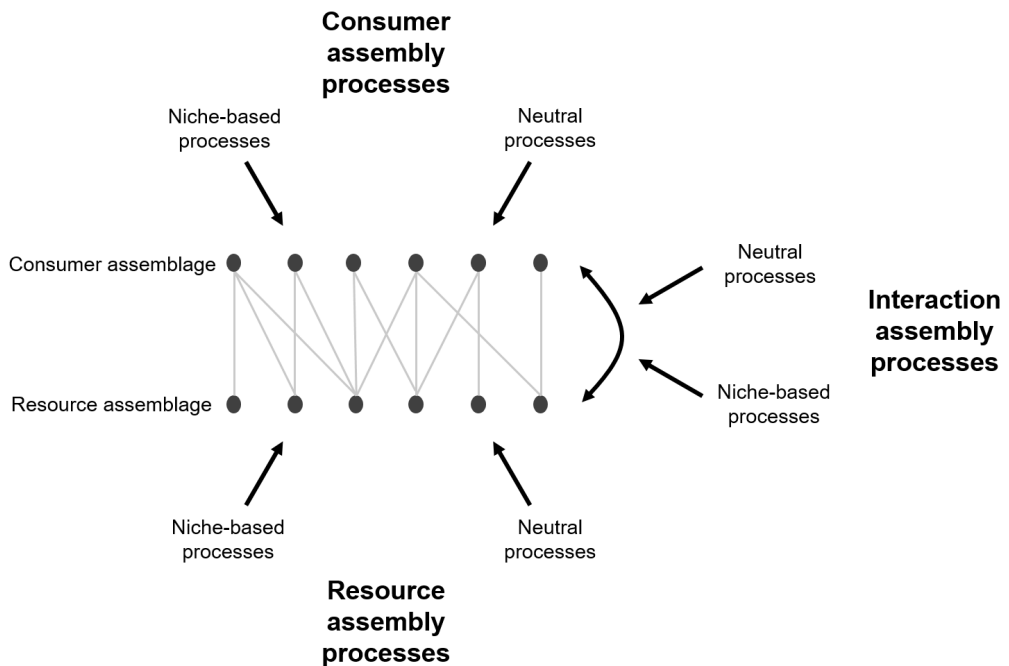 Consumer
assembly
processes
Niche-based
processes
Neutral
processes
Consumer assemblage
Neutral
processes
Interaction
assembly
processes
Niche-based
processes
Resource assemblage
Niche-based
processes
Neutral
processes
Resource
assembly
processes